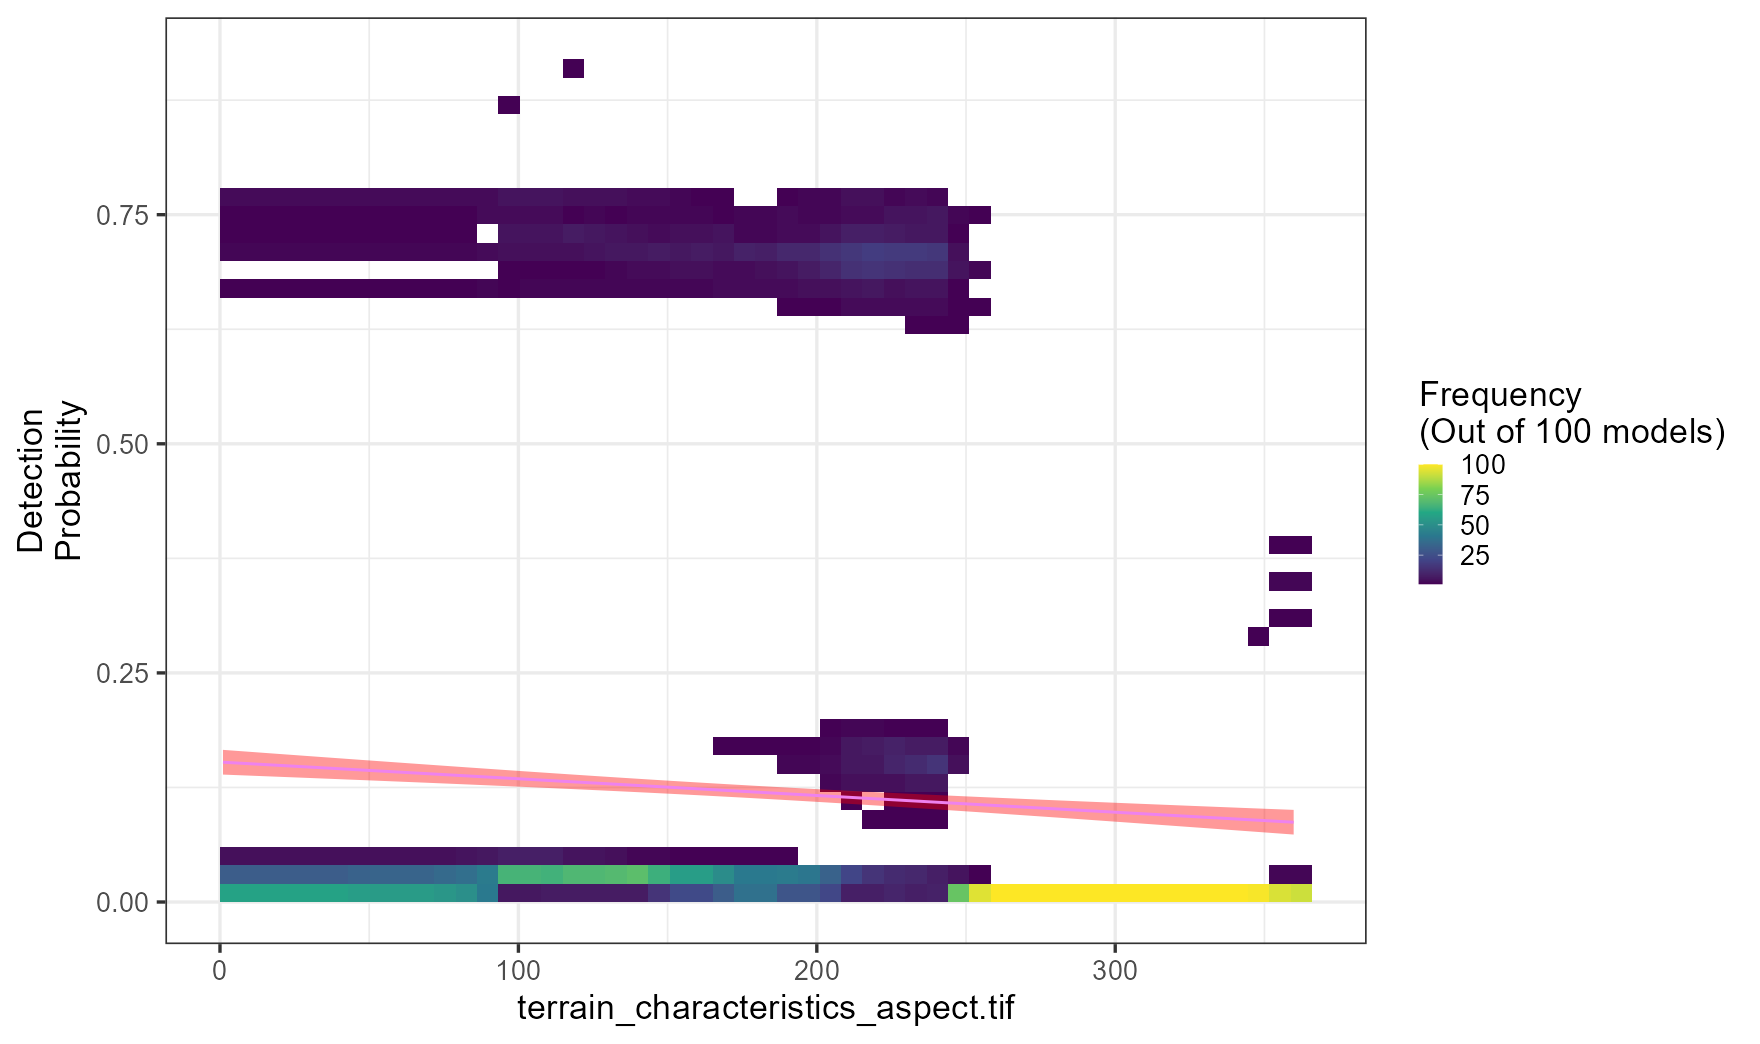 Detection
Probability
0.75
0.50
0.25
0.00
0 100 200 300
terrain_characteristics_aspect.tif
Frequency
(Out of 100 models)
100
75
50
25